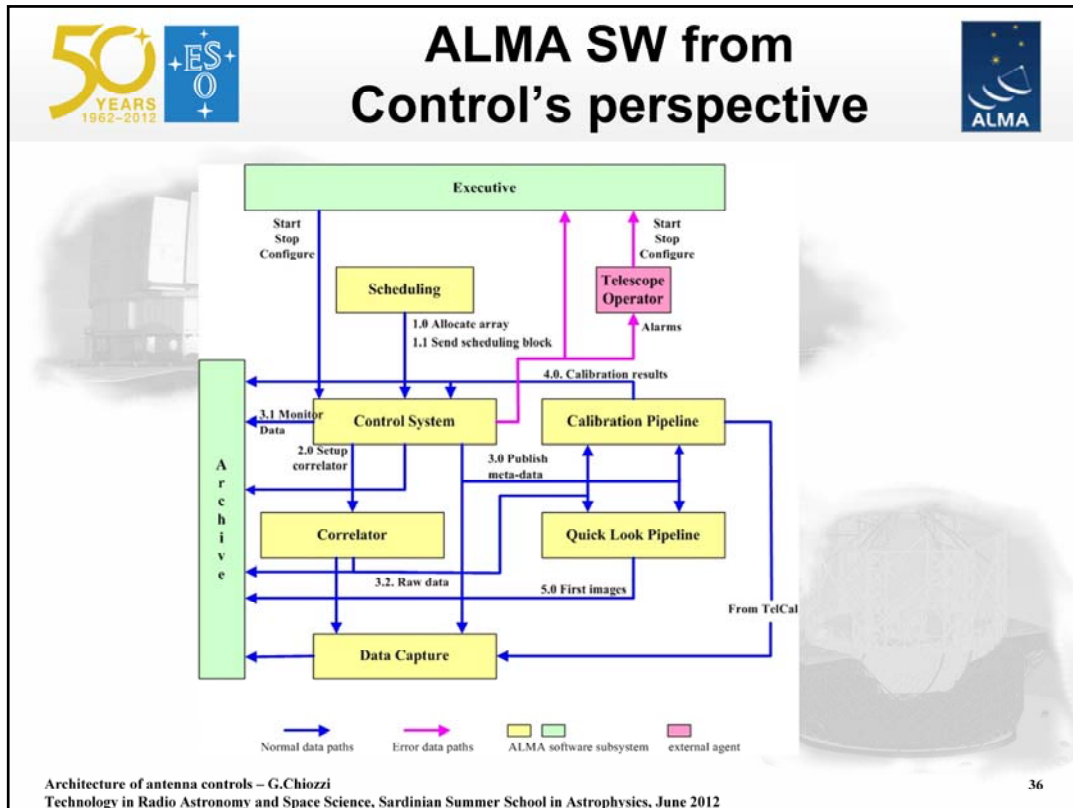 50
YEARS
1962–2012
ES
O
ALMA SW from
Control's perspective
ALMA
Executive
Start
Stop
Configure
Start
Stop
Configure
Scheduling
Telescope
Operator
1.0 Allocate array
1.1 Send scheduling block
Alarms
4.0. Calibration results
3.1 Monitor
Data
Control System
Calibration Pipeline
2.0 Setup
correlator
3.0 Publish
meta-data
Archive
Correlator
Quick Look Pipeline
3.2. Raw data
5.0 First images
From TelCal
Data Capture
Normal data paths
Error data paths
ALMA software subsystem
external agent
Architecture of antenna controls – G.Chiozzi
36
Technology in Radio Astronomy and Space Science, Sardinian Summer School in Astrophysics, June 2012